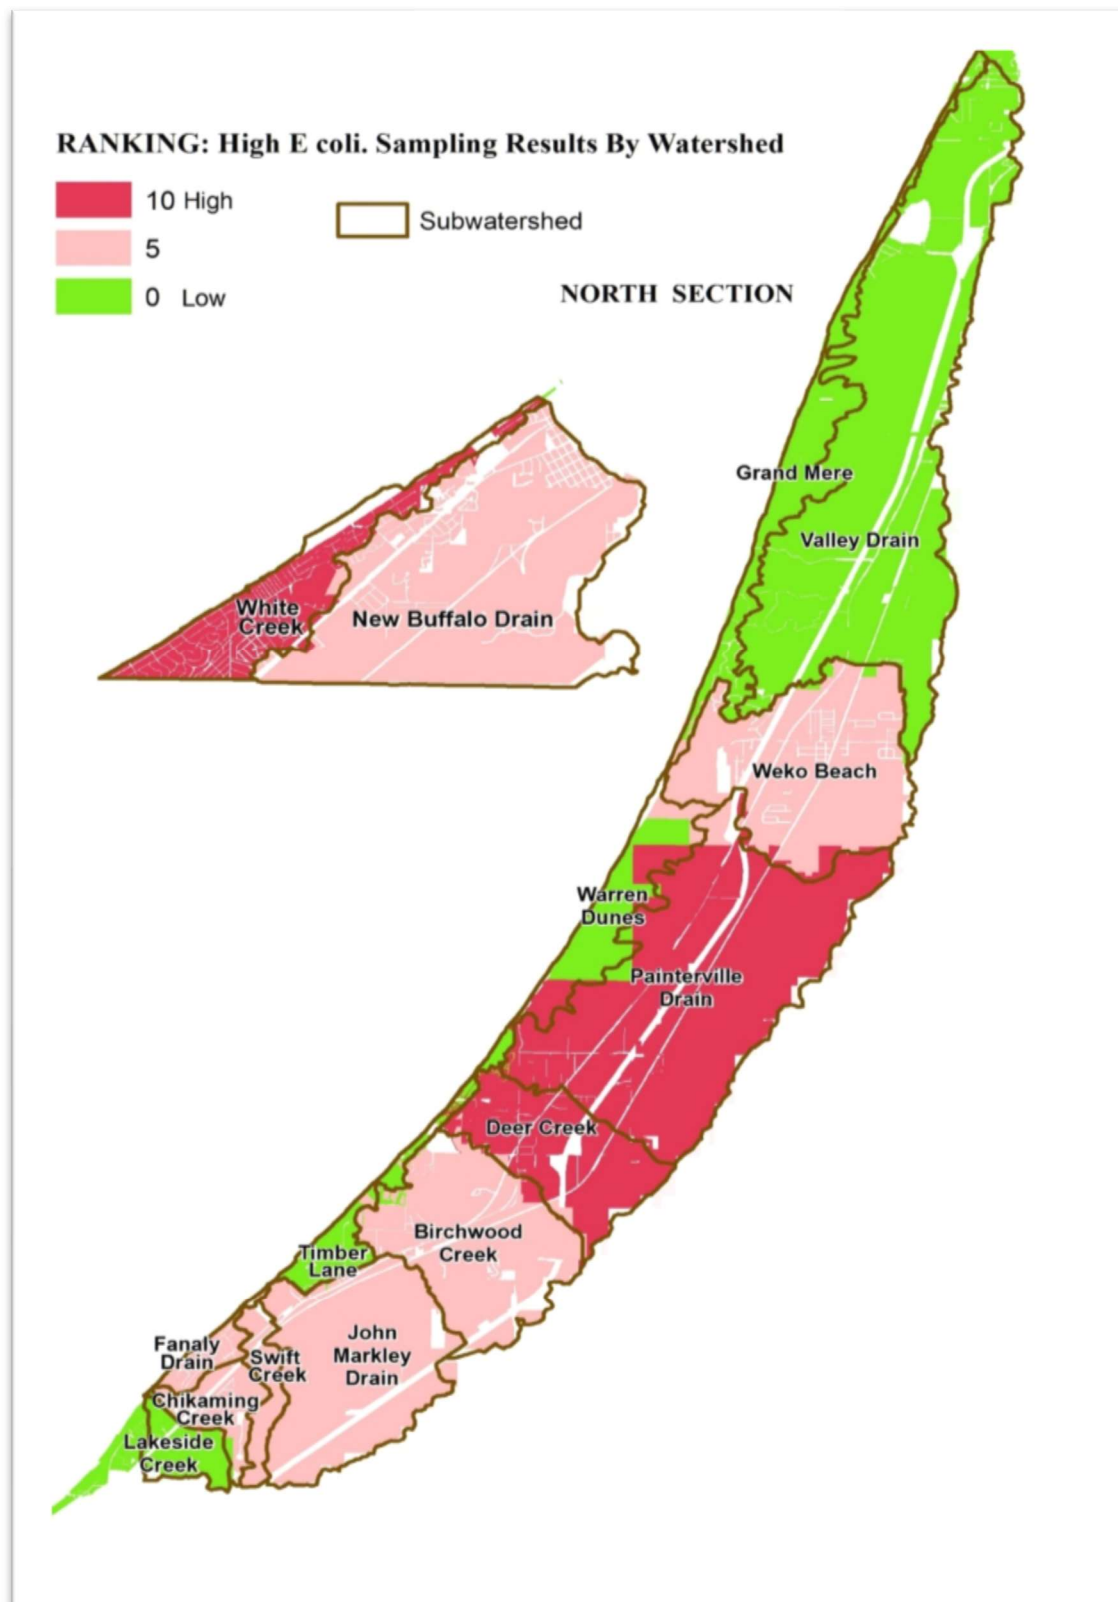 RANKING: High E coli. Sampling Results By Watershed
10 High
5
0 Low
Subwatershed
NORTH SECTION
Grand Mere
Valley Drain
White
Creek
New Buffalo Drain
Weko Beach
Warren
Dunes
Painterville
Drain
Deer Creek
Birchwood
Creek
Timber
Lane
John
Markley
Drain
Fanaly
Drain
Swift
Creek
Chikaming
Creek
Lakeside
Creek